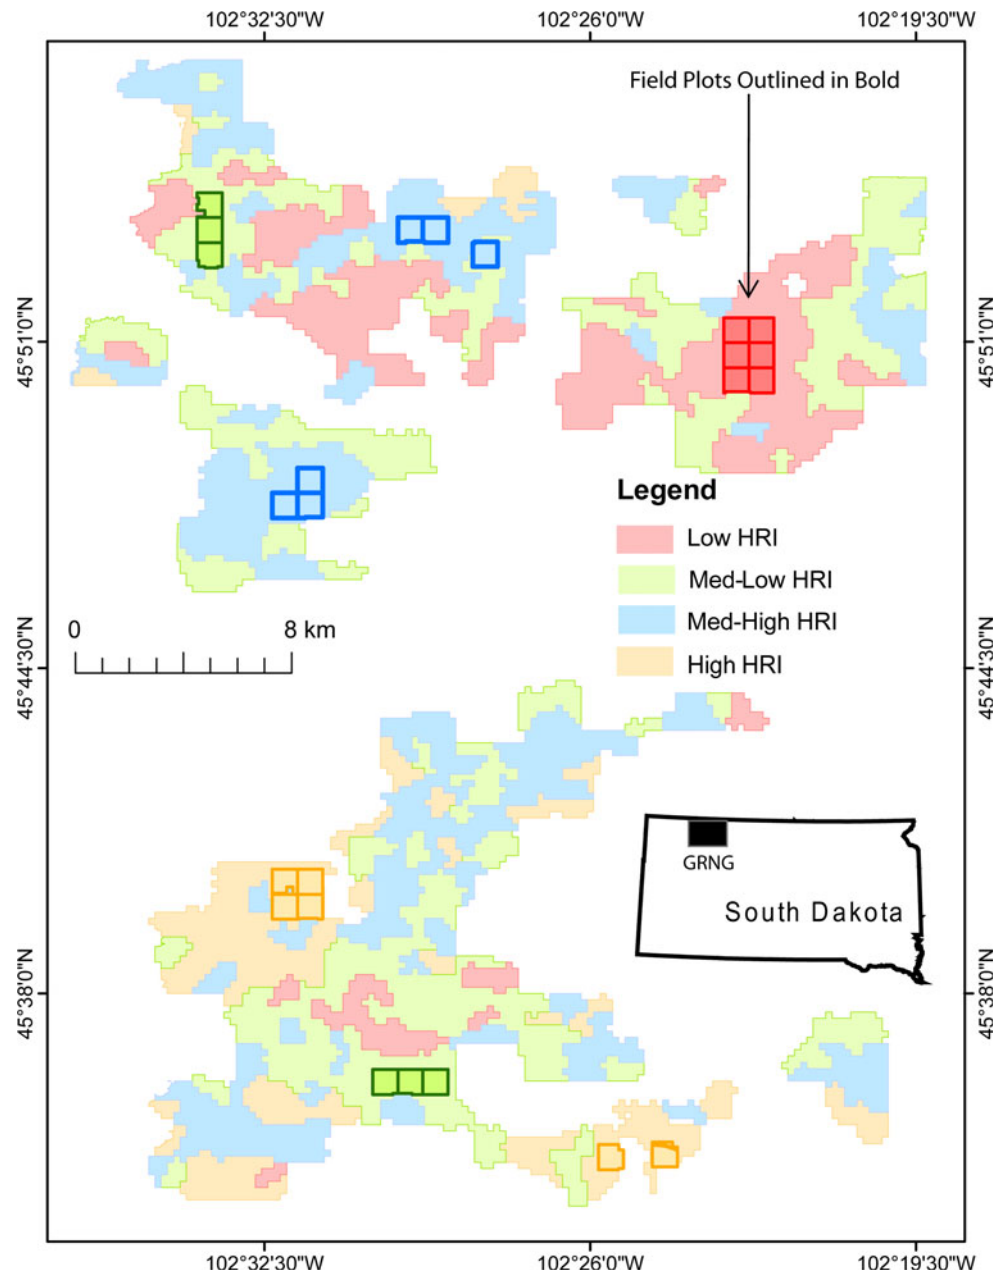 102°32'30"W 102°26'0"W 102°19'30"W
Field Plots Outlined in Bold
45°51'0"N 45°51'0"N
Legend
Low HRI
Med-Low HRI
Med-High HRI
High HRI
0 8 km
45°44'30"N 45°44'30"N
GRNG
South Dakota
45°38'0"N 45°38'0"N
102°32'30"W 102°26'0"W 102°19'30"W